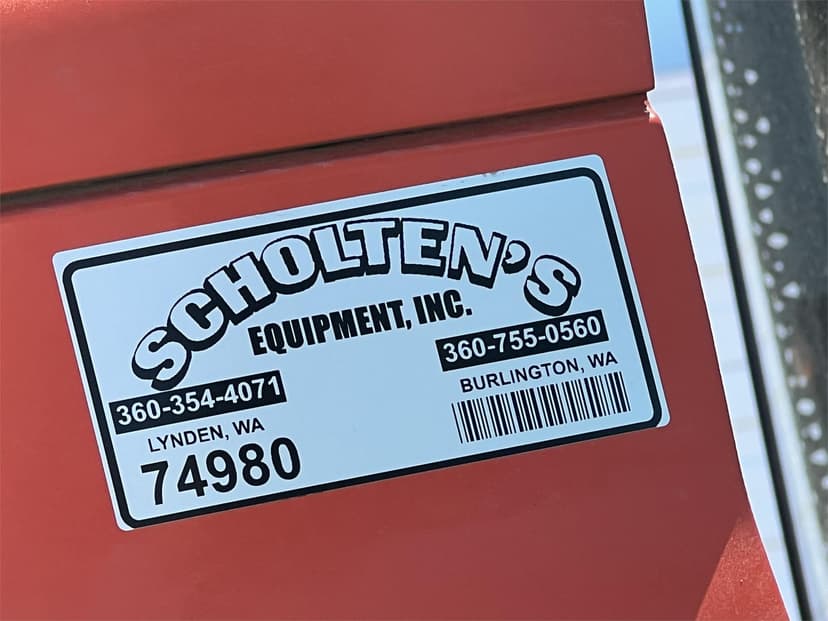 SCHOLTEN'S
EQUIPMENT, INC.
360-354-4071
LYNDEN, WA
74980
360-755-0560
BURLINGTON, WA